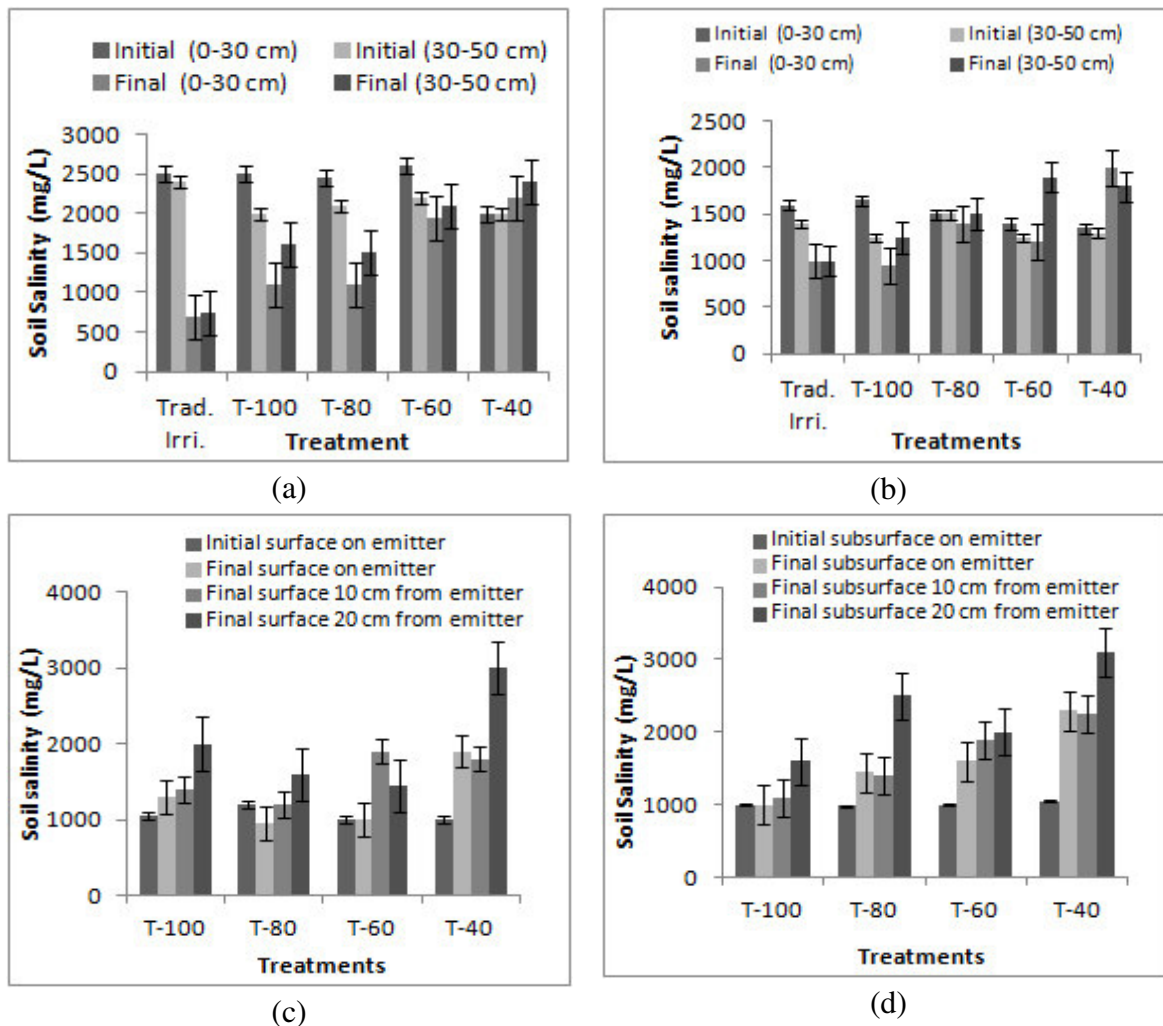 Initial (0-30 cm) Initial (30-50 cm)
Final (0-30 cm) Final (30-50 cm)
Soil Salinity (mg/L)
3000
2500
2000
1500
1000
500
0
Trad. Irri. T-100 T-80 T-60 T-40
Treatment
(a)
Initial (0-30 cm) Initial (30-50 cm)
Final (0-30 cm) Final (30-50 cm)
Soil salinity (mg/L)
2500
2000
1500
1000
500
0
Trad. Irri. T-100 T-80 T-60 T-40
Treatments
(b)
Initial surface on emitter
Final surface on emitter
Final surface 10 cm from emitter
Final surface 20 cm from emitter
Soil salinity (mg/L)
4000
3000
2000
1000
0
T-100 T-80 T-60 T-40
Treatments
(c)
Initial subsurface on emitter
Final subsurface on emitter
Final subsurface 10 cm from emitter
Final subsurface 20 cm from emitter
Soil Salinity (mg/L)
4000
3000
2000
1000
0
T-100 T-80 T-60 T-40
Treatments
(d)